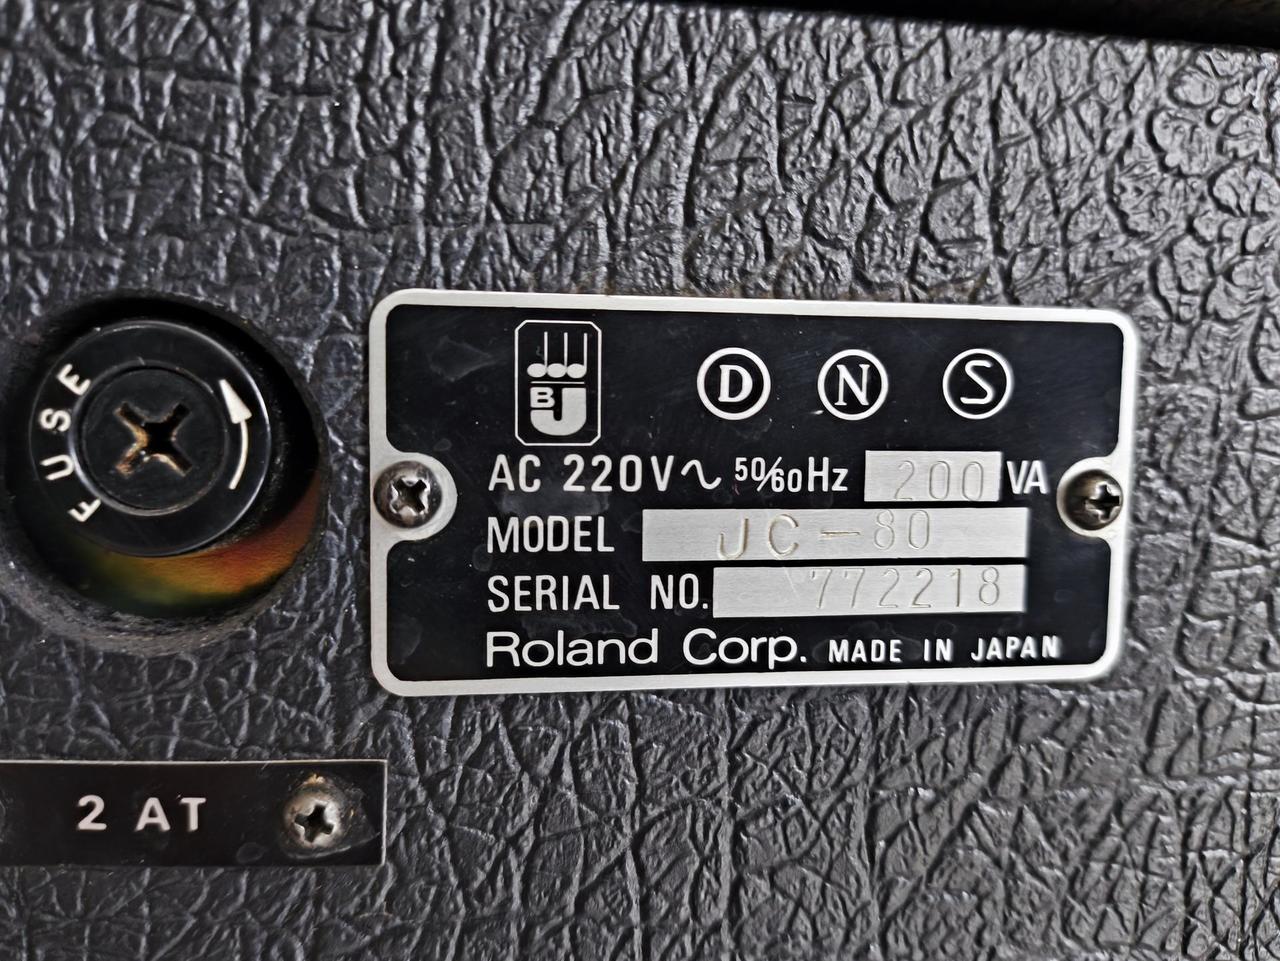 FUSE
BJ
D N S
AC 220V~ 50/60Hz 200 VA
MODEL JC-80
SERIAL NO. 772218
Roland Corp. MADE IN JAPAN
2 AT